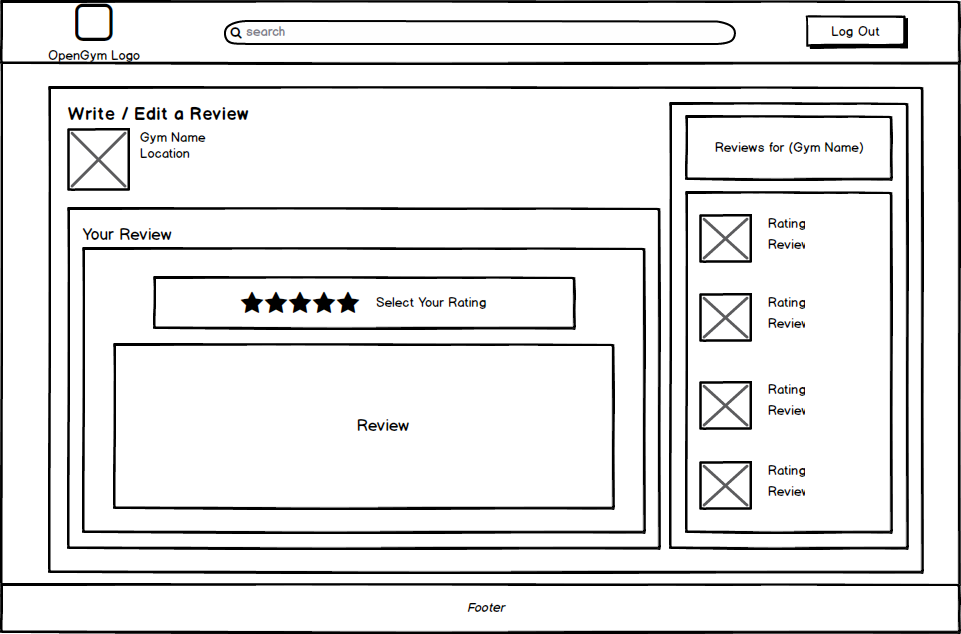 OpenGym Logo
search
Log Out
Write / Edit a Review
Gym Name
Location
Your Review
Select Your Rating
Review
Reviews for (Gym Name)
Rating
Review
Rating
Review
Rating
Review
Rating
Review
Footer